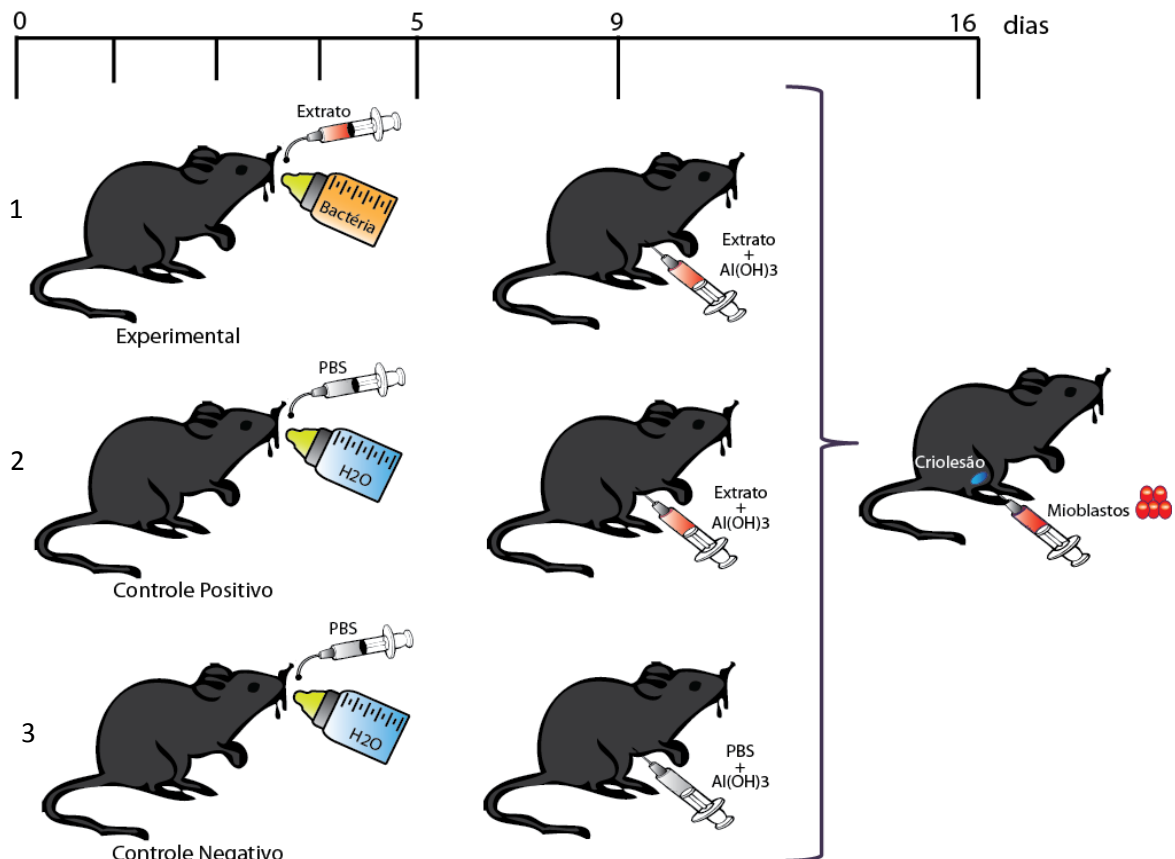 0 5 9 16 dias
1
Extrato
Bactéria
Experimental
Extrato
+
Al(OH)3
2
PBS
H2O
Controle Positivo
Extrato
+
Al(OH)3
3
PBS
H2O
Controle Negativo
PBS
+
Al(OH)3
Criolesão
Mioblastos